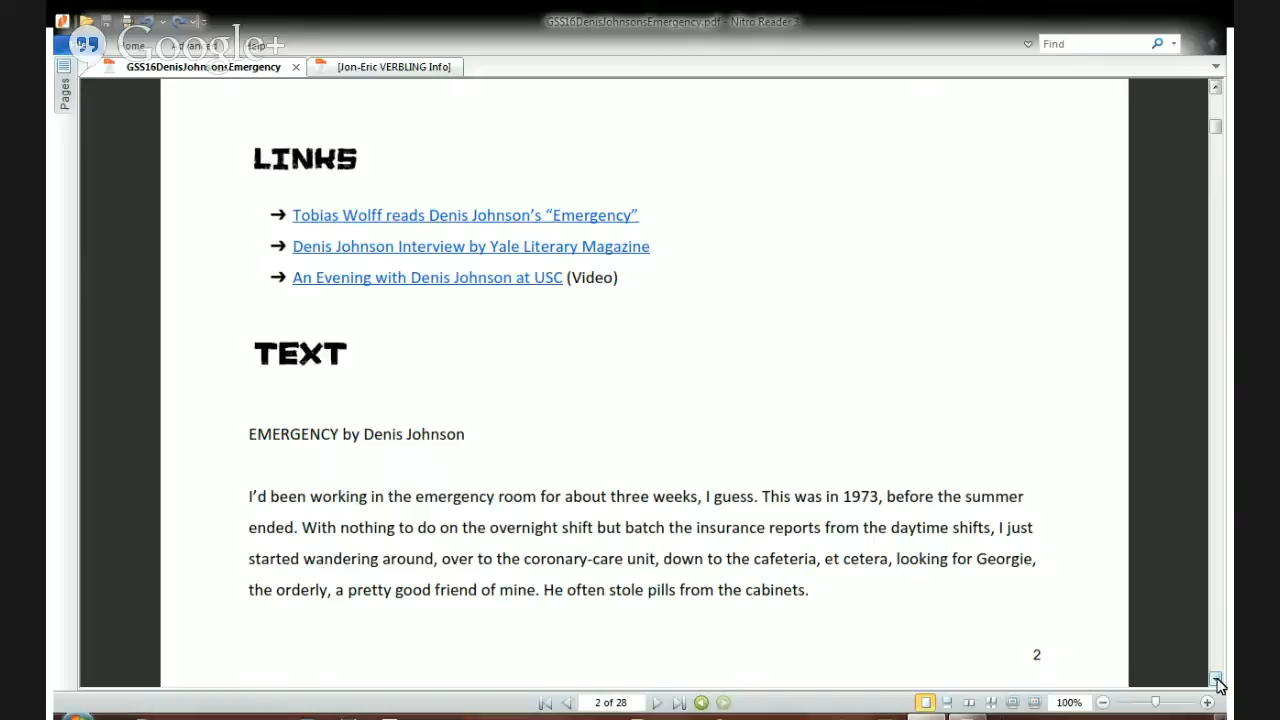 GSS16DenisJohnsonsEmergency.pdf - Nitro Reader 3
Google+
Home Advanced Help
Find
GSS16DenisJohnsonsEmergency
[Jon-Eric VERBLING Info]
Pages
LINKS
➔ Tobias Wolff reads Denis Johnson’s “Emergency”
➔ Denis Johnson Interview by Yale Literary Magazine
➔ An Evening with Denis Johnson at USC (Video)
TEXT
EMERGENCY by Denis Johnson
I’d been working in the emergency room for about three weeks, I guess. This was in 1973, before the summer
ended. With nothing to do on the overnight shift but batch the insurance reports from the daytime shifts, I just
started wandering around, over to the coronary-care unit, down to the cafeteria, et cetera, looking for Georgie,
the orderly, a pretty good friend of mine. He often stole pills from the cabinets.
2
2 of 28
100%